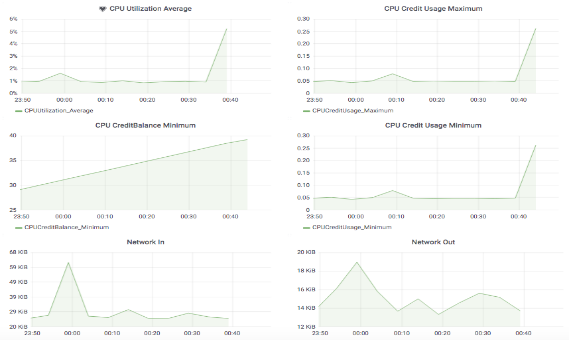 CPU Utilization Average
6%
5%
4%
3%
2%
1%
0%
23:50 00:00 00:10 00:20 00:30 00:40
CPUUtilization_Average
CPU Credit Usage Maximum
0.30
0.25
0.20
0.15
0.10
0.05
0
23:50 00:00 00:10 00:20 00:30 00:40
CPUCreditUsage_Maximum
CPU CreditBalance Minimum
40
35
30
25
23:50 00:00 00:10 00:20 00:30 00:40
CPUCreditBalance_Minimum
CPU Credit Usage Minimum
0.30
0.25
0.20
0.15
0.10
0.05
0
23:50 00:00 00:10 00:20 00:30 00:40
CPUCreditUsage_Minimum
Network In
68 KiB
59 KiB
49 KiB
39 KiB
29 KiB
20 KiB
23:50 00:00 00:10 00:20 00:30 00:40
Network Out
20 KiB
18 KiB
16 KiB
14 KiB
12 KiB
23:50 00:00 00:10 00:20 00:30 00:40